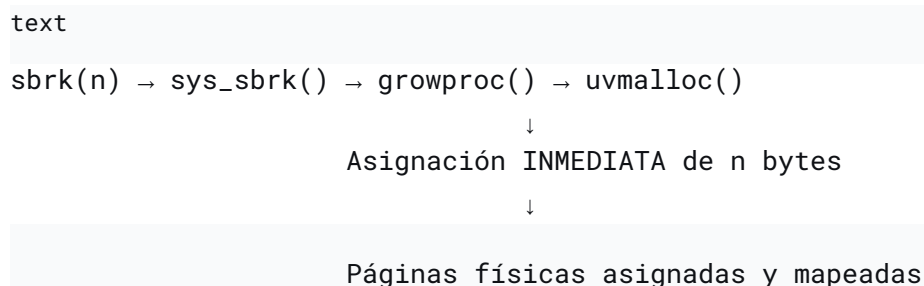 text
sbrk(n) → sys_sbrk() → growproc() → uvmalloc()
↓
Asignación INMEDIATA de n bytes
↓
Páginas físicas asignadas y mapeadas